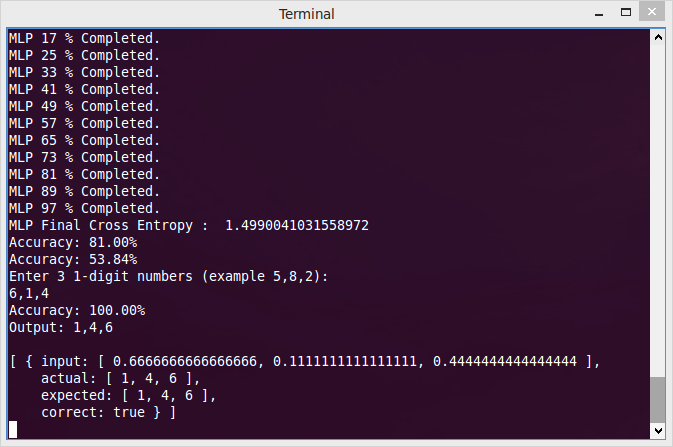 Terminal
MLP 17 % Completed.
MLP 25 % Completed.
MLP 33 % Completed.
MLP 41 % Completed.
MLP 49 % Completed.
MLP 57 % Completed.
MLP 65 % Completed.
MLP 73 % Completed.
MLP 81 % Completed.
MLP 89 % Completed.
MLP 97 % Completed.
MLP Final Cross Entropy :  1.4990041031558972
Accuracy: 81.00%
Accuracy: 53.84%
Enter 3 1-digit numbers (example 5,8,2):
6,1,4
Accuracy: 100.00%
Output: 1,4,6

[ { input: [ 0.6666666666666666, 0.1111111111111111, 0.4444444444444444 ],
    actual: [ 1, 4, 6 ],
    expected: [ 1, 4, 6 ],
    correct: true } ]